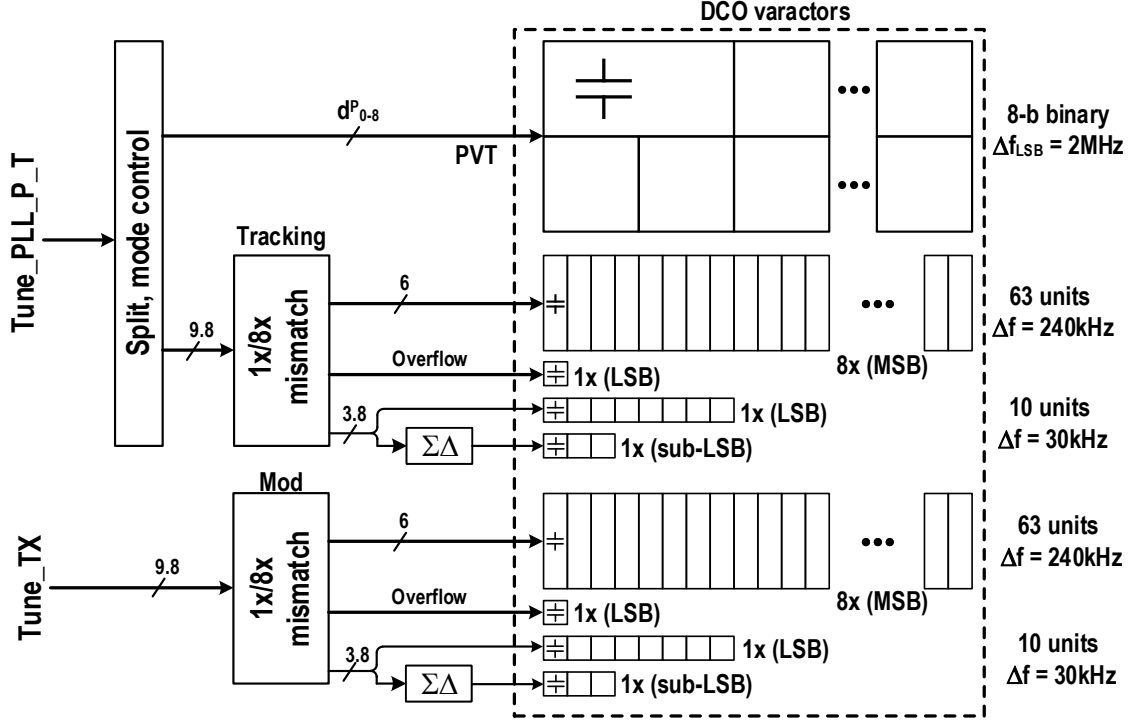 DCO varactors
Tune_PLL_P_T
Split, mode control
dP0-8
PVT
8-b binary
ΔfLSB = 2MHz
Tracking
9.8
1x/8x
mismatch
6
Overflow
3.8
ΣΔ
8x (MSB)
1x (LSB)
1x (LSB)
1x (sub-LSB)
63 units
Δf = 240kHz
10 units
Δf = 30kHz
Tune_TX
9.8
Mod
1x/8x
mismatch
6
Overflow
3.8
ΣΔ
8x (MSB)
1x (LSB)
1x (LSB)
1x (sub-LSB)
63 units
Δf = 240kHz
10 units
Δf = 30kHz